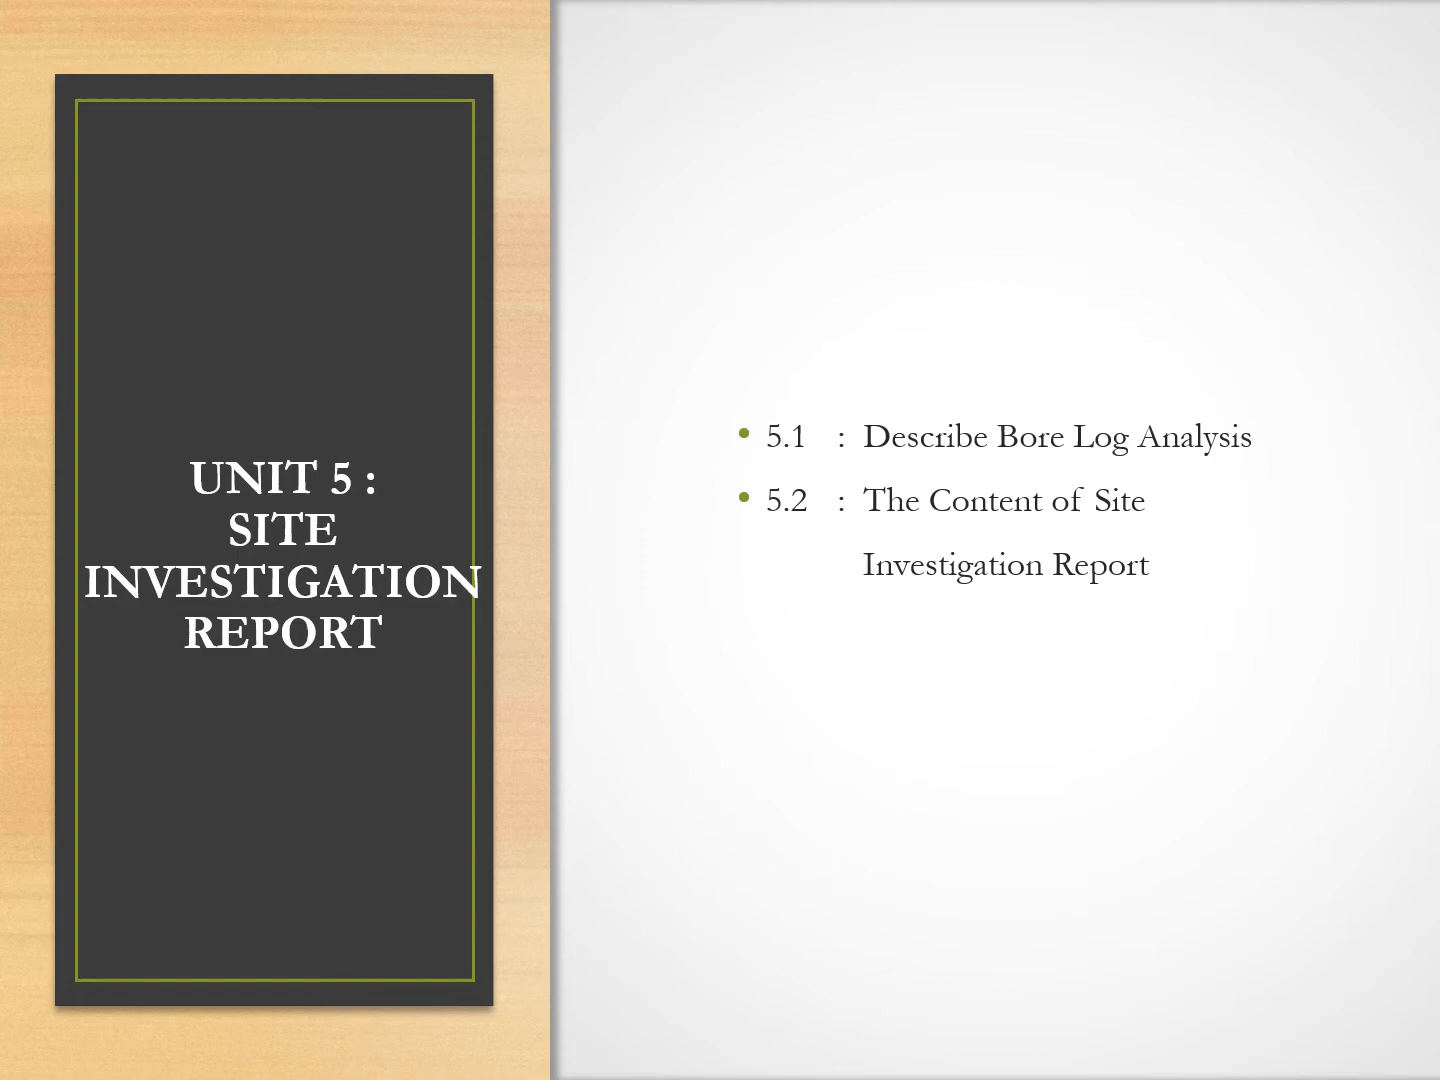 UNIT 5 :
SITE
INVESTIGATION
REPORT
• 5.1 : Describe Bore Log Analysis
• 5.2 : The Content of Site
Investigation Report